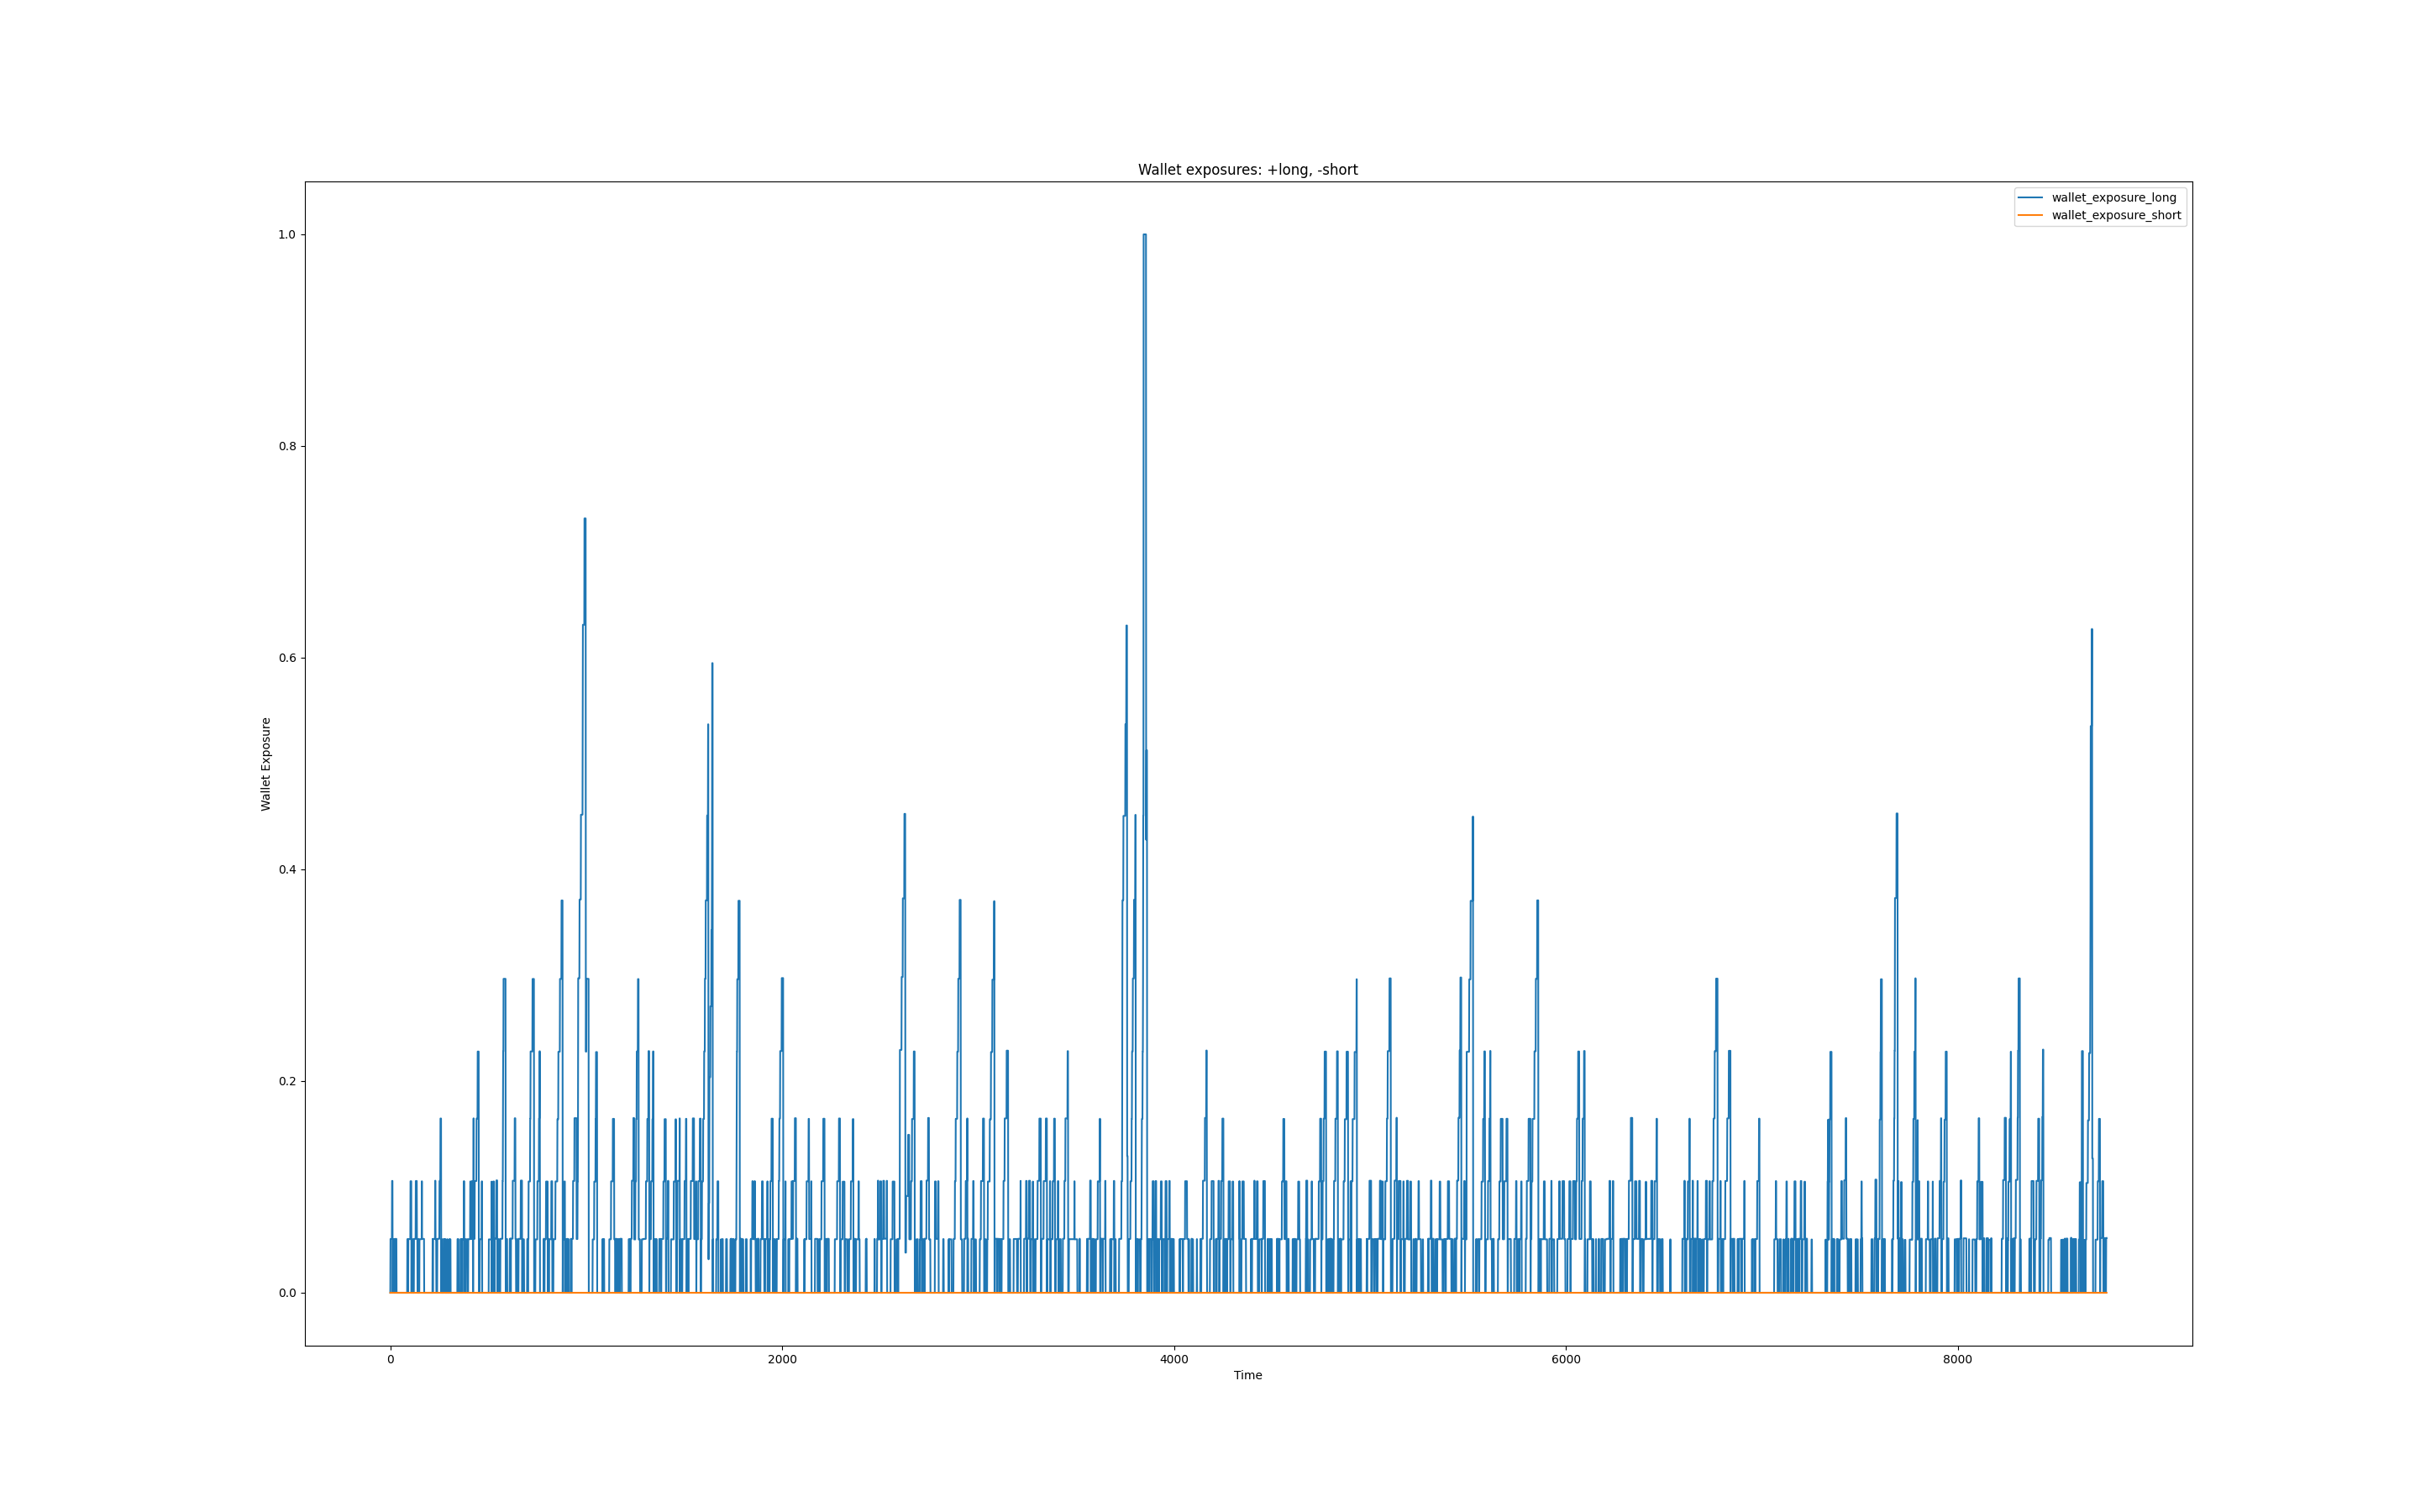 Wallet exposures: +long, -short
wallet_exposure_long
wallet_exposure_short
1.0
0.8
0.6
0.4
0.2
0.0
Wallet Exposure
0 2000 4000 6000 8000
Time